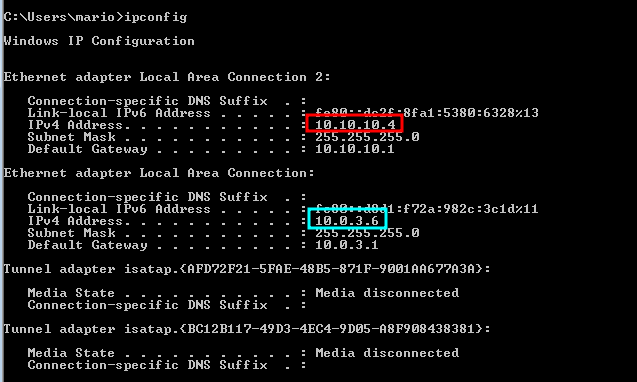 C:\Users\mario>ipconfig
Windows IP Configuration
Ethernet adapter Local Area Connection 2:
Connection-specific DNS Suffix . :
Link-local IPv6 Address . . . . . : fe80::dc2f:8fa1:5380:6328%13
IPv4 Address. . . . . . . . . . . : 10.10.10.4
Subnet Mask . . . . . . . . . . . : 255.255.255.0
Default Gateway . . . . . . . . . : 10.10.10.1
Ethernet adapter Local Area Connection:
Connection-specific DNS Suffix . :
Link-local IPv6 Address . . . . . : fe80::d8d1:f72a:982c:3c1d%11
IPv4 Address. . . . . . . . . . . : 10.0.3.6
Subnet Mask . . . . . . . . . . . : 255.255.255.0
Default Gateway . . . . . . . . . : 10.0.3.1
Tunnel adapter isatap.{AFD72F21-5FAE-48B5-871F-9001AA677A3A}:
Media State . . . . . . . . . . . : Media disconnected
Connection-specific DNS Suffix . :
Tunnel adapter isatap.{BC12B117-49D3-4EC4-9D05-A8F908438381}:
Media State . . . . . . . . . . . : Media disconnected
Connection-specific DNS Suffix . :